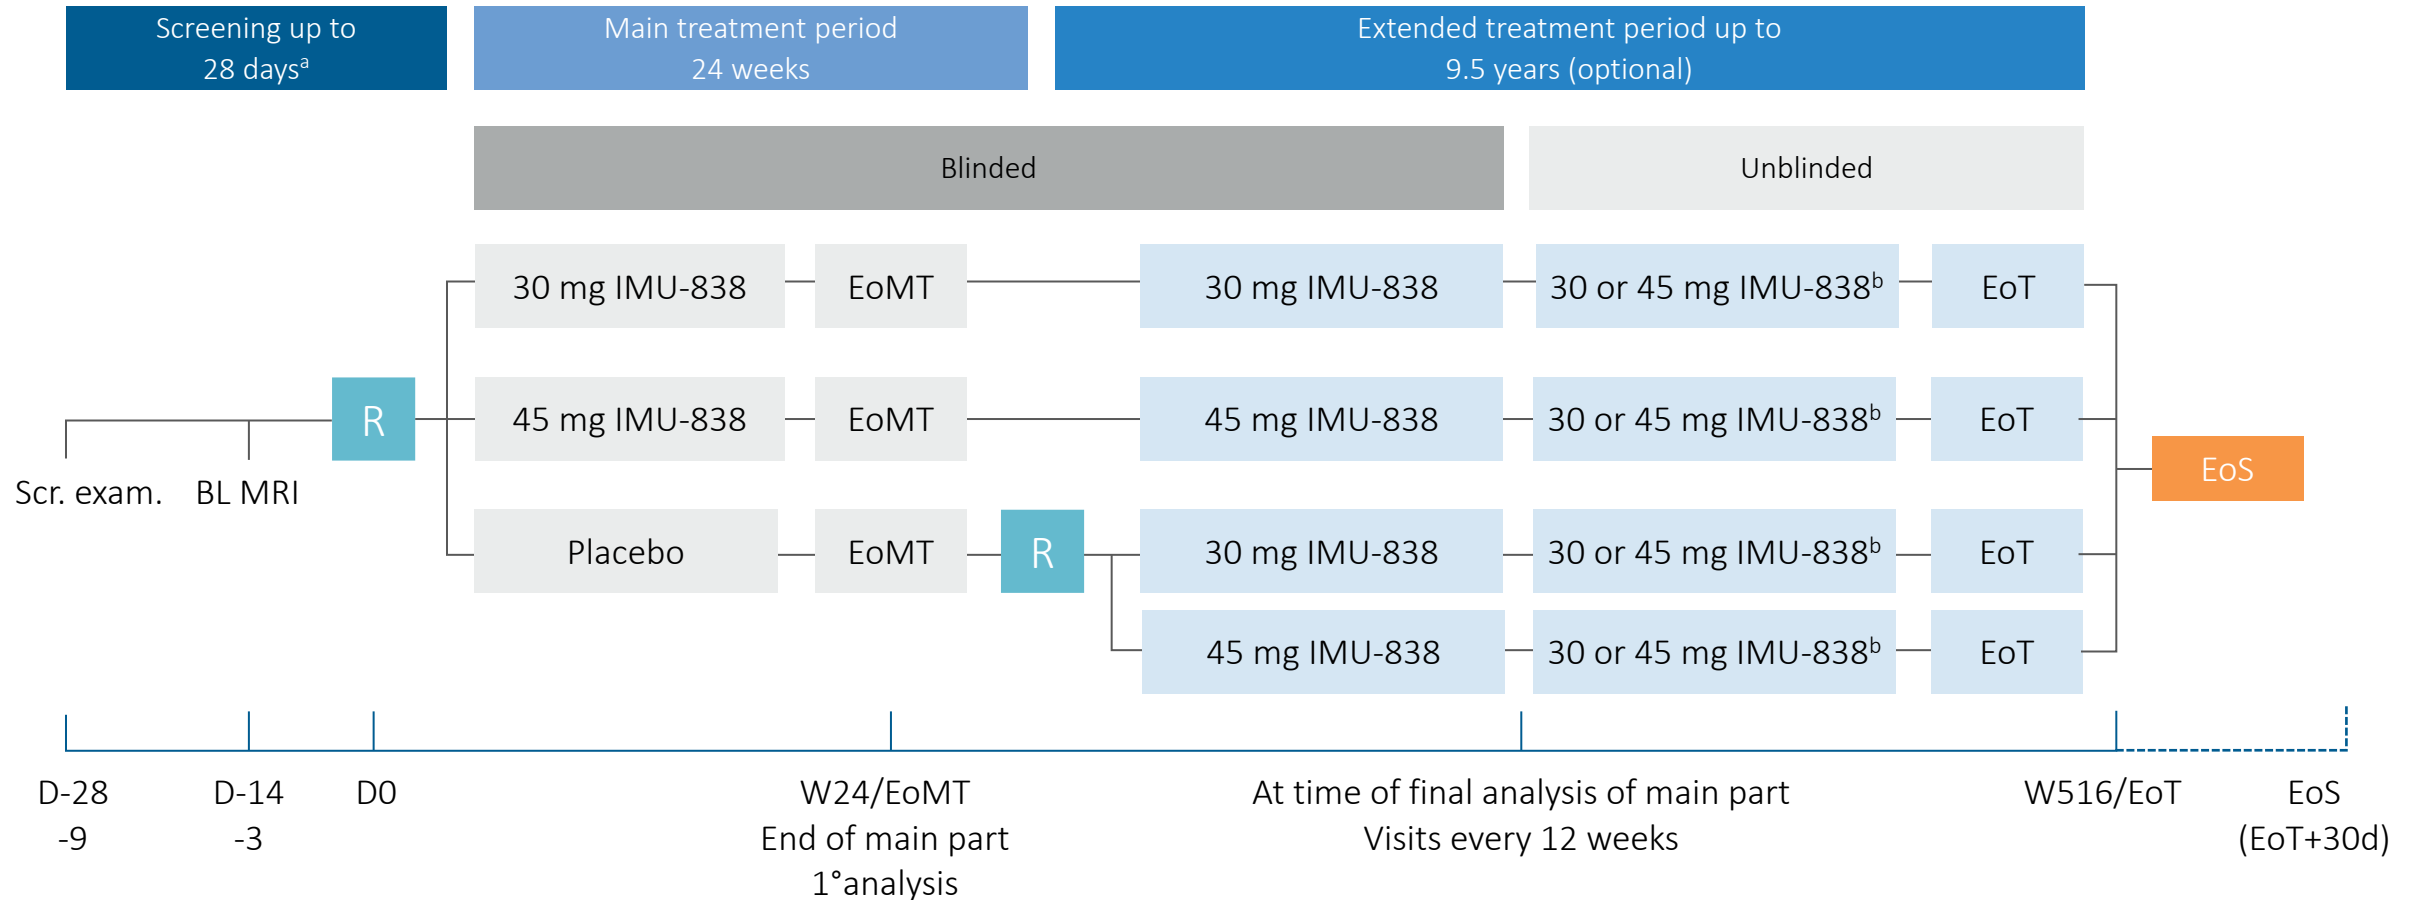 Screening up to
28 daysᵃ
Main treatment period
24 weeks
Extended treatment period up to
9.5 years (optional)
Blinded
Unblinded
30 mg IMU-838
EoMT
30 mg IMU-838
30 or 45 mg IMU-838ᵇ
EoT
R
45 mg IMU-838
EoMT
45 mg IMU-838
30 or 45 mg IMU-838ᵇ
EoT
EoS
Scr. exam.
BL MRI
Placebo
EoMT
R
30 mg IMU-838
30 or 45 mg IMU-838ᵇ
EoT
45 mg IMU-838
30 or 45 mg IMU-838ᵇ
EoT
D-28
-9
D-14
-3
D0
W24/EoMT
End of main part
1°analysis
At time of final analysis of main part
Visits every 12 weeks
W516/EoT
EoS
(EoT+30d)